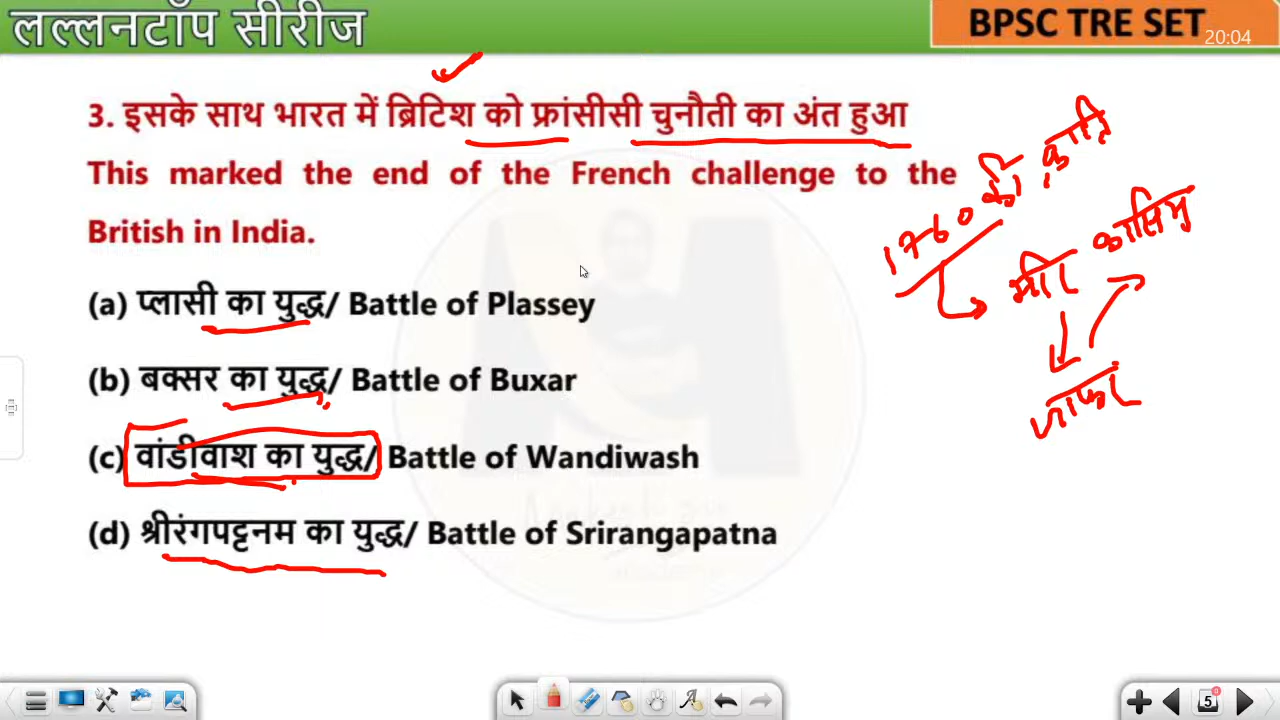 लल्लनटॉप सीरीज
BPSC TRE SET
20:04
3. इसके साथ भारत में ब्रिटिश को फ्रांसीसी चुनौती का अंत हुआ
This marked the end of the French challenge to the
British in India.
(a) प्लासी का युद्ध/ Battle of Plassey
(b) बक्सर का युद्ध/ Battle of Buxar
(c) वांडीवाश का युद्ध/ Battle of Wandiwash
(d) श्रीरंगपट्टनम का युद्ध/ Battle of Srirangapatna
1760 की क्रांति
मीर कासिम
जाफर
5